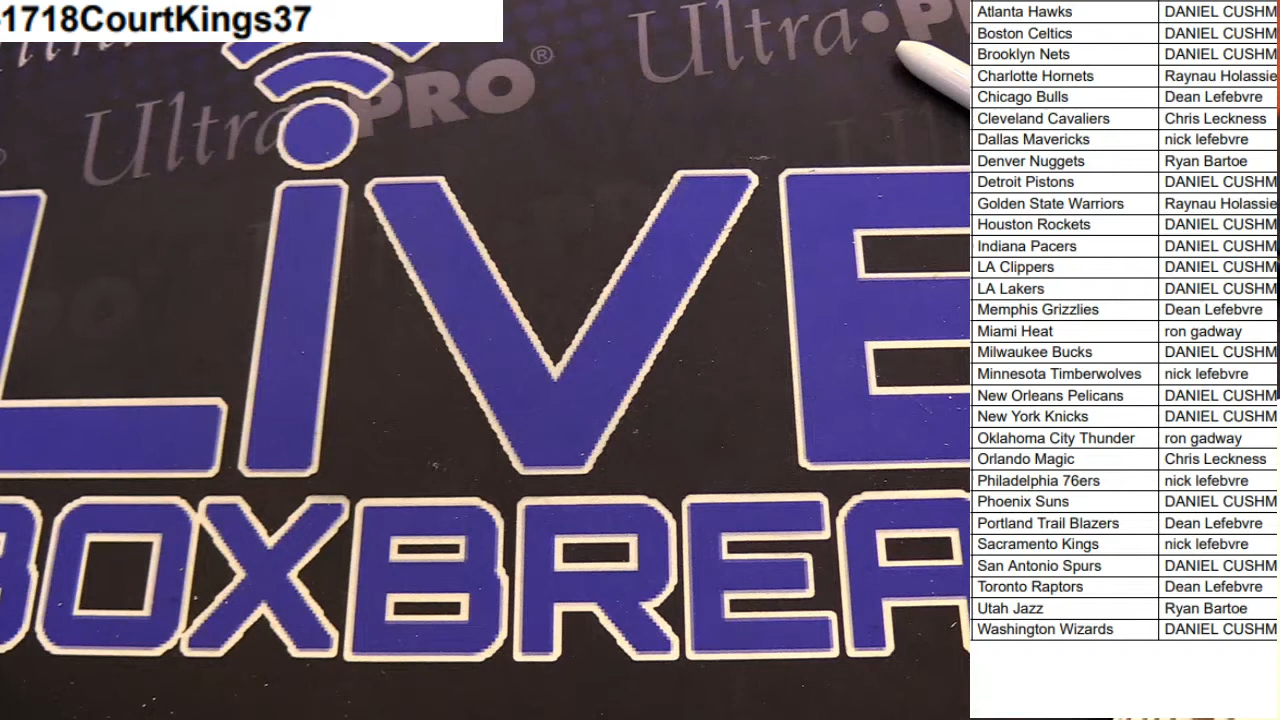 1718CourtKings37
Ultra PRO®
Ultra•PR
LiVE
BOXBREA
Atlanta Hawks DANIEL CUSHM
Boston Celtics DANIEL CUSHM
Brooklyn Nets DANIEL CUSHM
Charlotte Hornets Raynau Holassie
Chicago Bulls Dean Lefebvre
Cleveland Cavaliers Chris Leckness
Dallas Mavericks nick lefebvre
Denver Nuggets Ryan Bartoe
Detroit Pistons DANIEL CUSHM
Golden State Warriors Raynau Holassie
Houston Rockets DANIEL CUSHM
Indiana Pacers DANIEL CUSHM
LA Clippers DANIEL CUSHM
LA Lakers DANIEL CUSHM
Memphis Grizzlies Dean Lefebvre
Miami Heat ron gadway
Milwaukee Bucks DANIEL CUSHM
Minnesota Timberwolves nick lefebvre
New Orleans Pelicans DANIEL CUSHM
New York Knicks DANIEL CUSHM
Oklahoma City Thunder ron gadway
Orlando Magic Chris Leckness
Philadelphia 76ers nick lefebvre
Phoenix Suns DANIEL CUSHM
Portland Trail Blazers Dean Lefebvre
Sacramento Kings nick lefebvre
San Antonio Spurs DANIEL CUSHM
Toronto Raptors Dean Lefebvre
Utah Jazz Ryan Bartoe
Washington Wizards DANIEL CUSHM